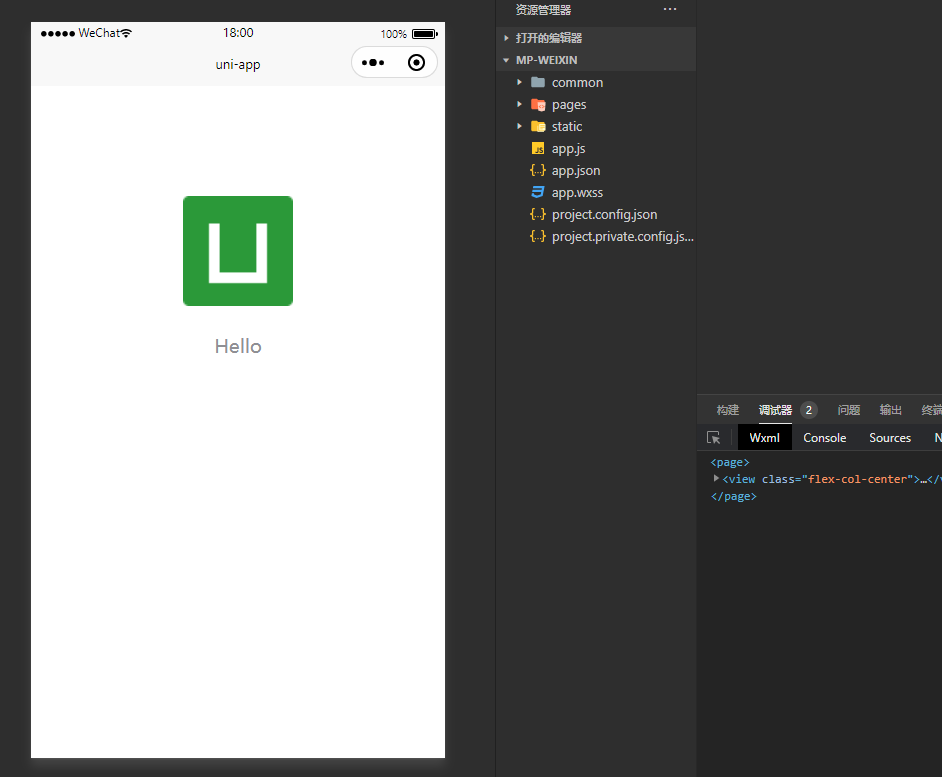 WeChat 18:00 100%
uni-app
Hello
资源管理器 ...
打开的编辑器
MP-WEIXIN
common
pages
static
app.js
app.json
app.wxss
project.config.json
project.private.config.js...
构建 调试器 2 问题 输出 终端
Wxml Console Sources N
<page>
<view class="flex-col-center">…</
</page>